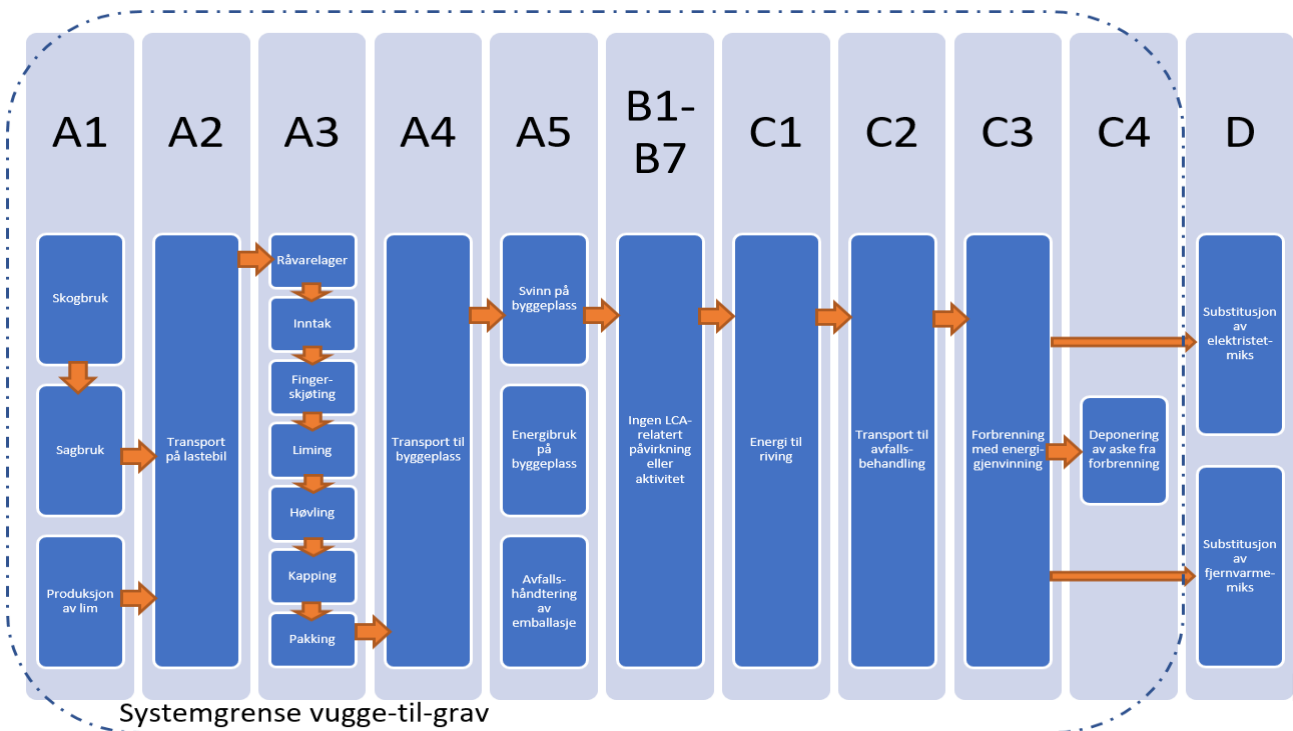 A1
A2
A3
A4
A5
B1-
B7
C1
C2
C3
C4
D
Skogbruk
Sagbruk
Produksjon
av lim
Transport
på lastebil
Råvarelager
Inntak
Finger-
skjøting
Liming
Høvling
Kapping
Pakking
Transport til
byggeplass
Svinn på
byggeplass
Energibruk
på
byggeplass
Avfalls-
håndtering
av
emballasje
Ingen LCA-
relatert
påvirkning
eller
aktivitet
Energi til
riving
Transport til
avfalls-
behandling
Forbrenning
med energi-
gjenvinning
Deponering
av aske fra
forbrenning
Substitusjon
av
elektristet-
miks
Substitusjon
av
fjernvarme-
miks
Systemgrense vugge-til-grav